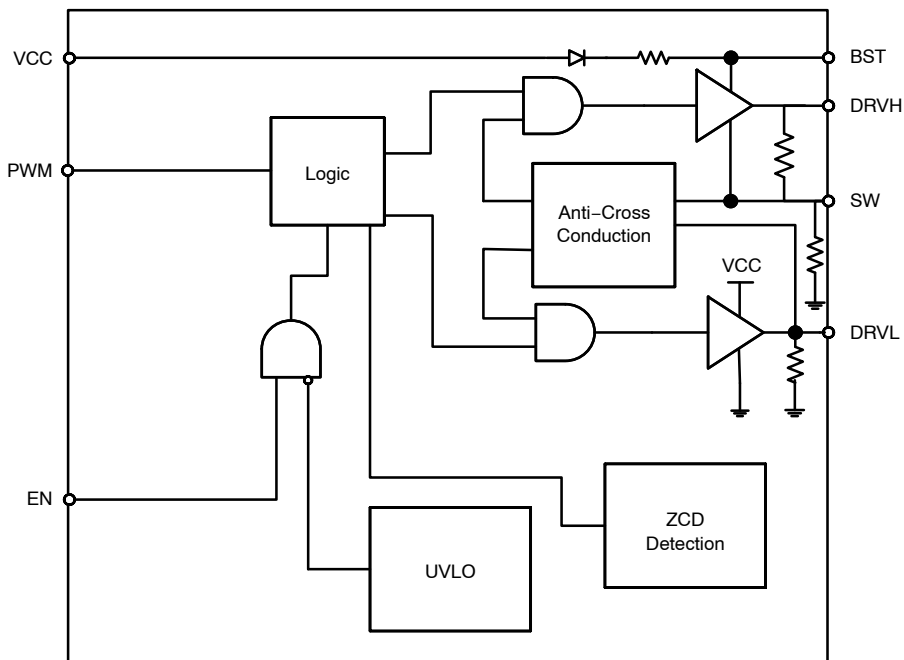 VCC
BST
DRVH
PWM
Logic
Anti−Cross
Conduction
SW
VCC
DRVL
EN
ZCD
Detection
UVLO